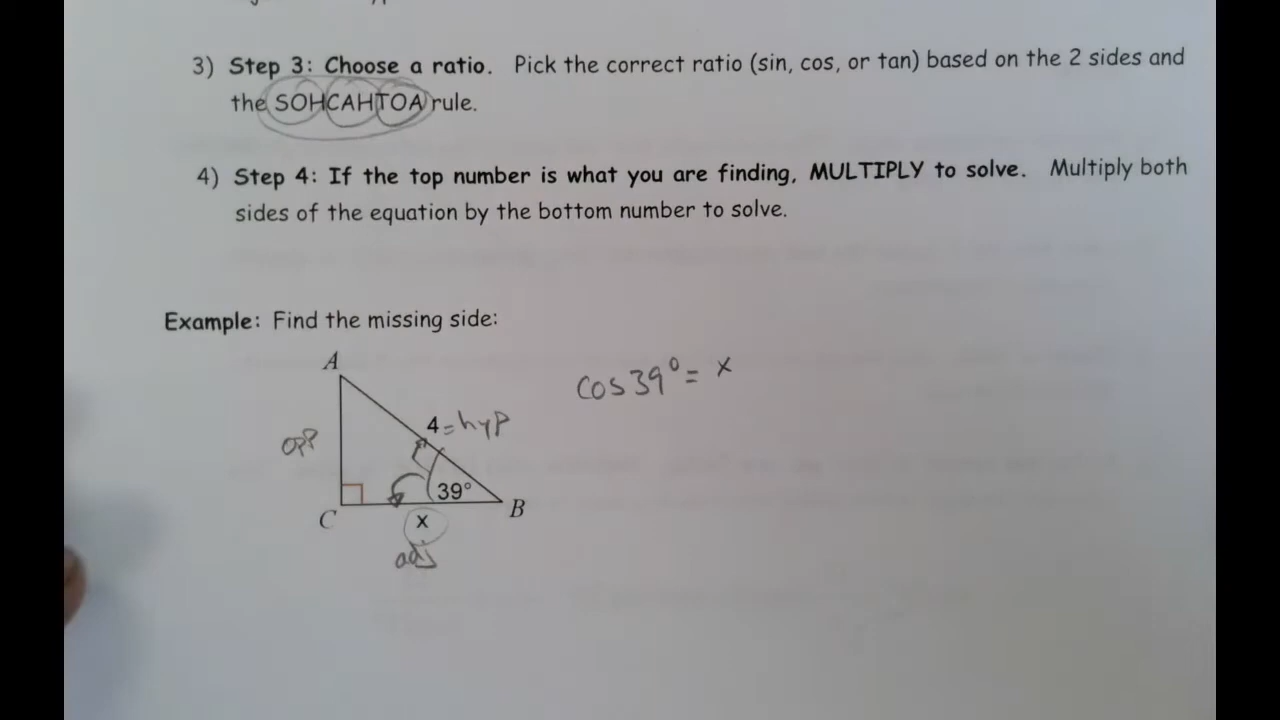 3) Step 3: Choose a ratio. Pick the correct ratio (sin, cos, or tan) based on the 2 sides and
the SOHCAHTOA rule.
4) Step 4: If the top number is what you are finding, MULTIPLY to solve. Multiply both
sides of the equation by the bottom number to solve.
Example: Find the missing side:
A
cos 39° = x
4 = hyp
opp
39°
B
C
x
adj